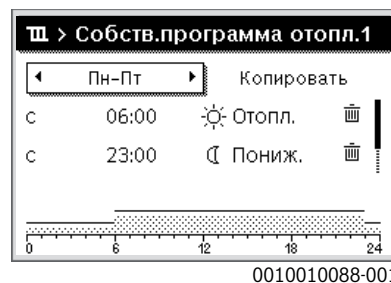 > Собств.программа отопл.1
Пн-Пт Копировать
с 06:00 Отопл.
с 23:00 Пониж.
0 6 12 18 24
0010010088-001